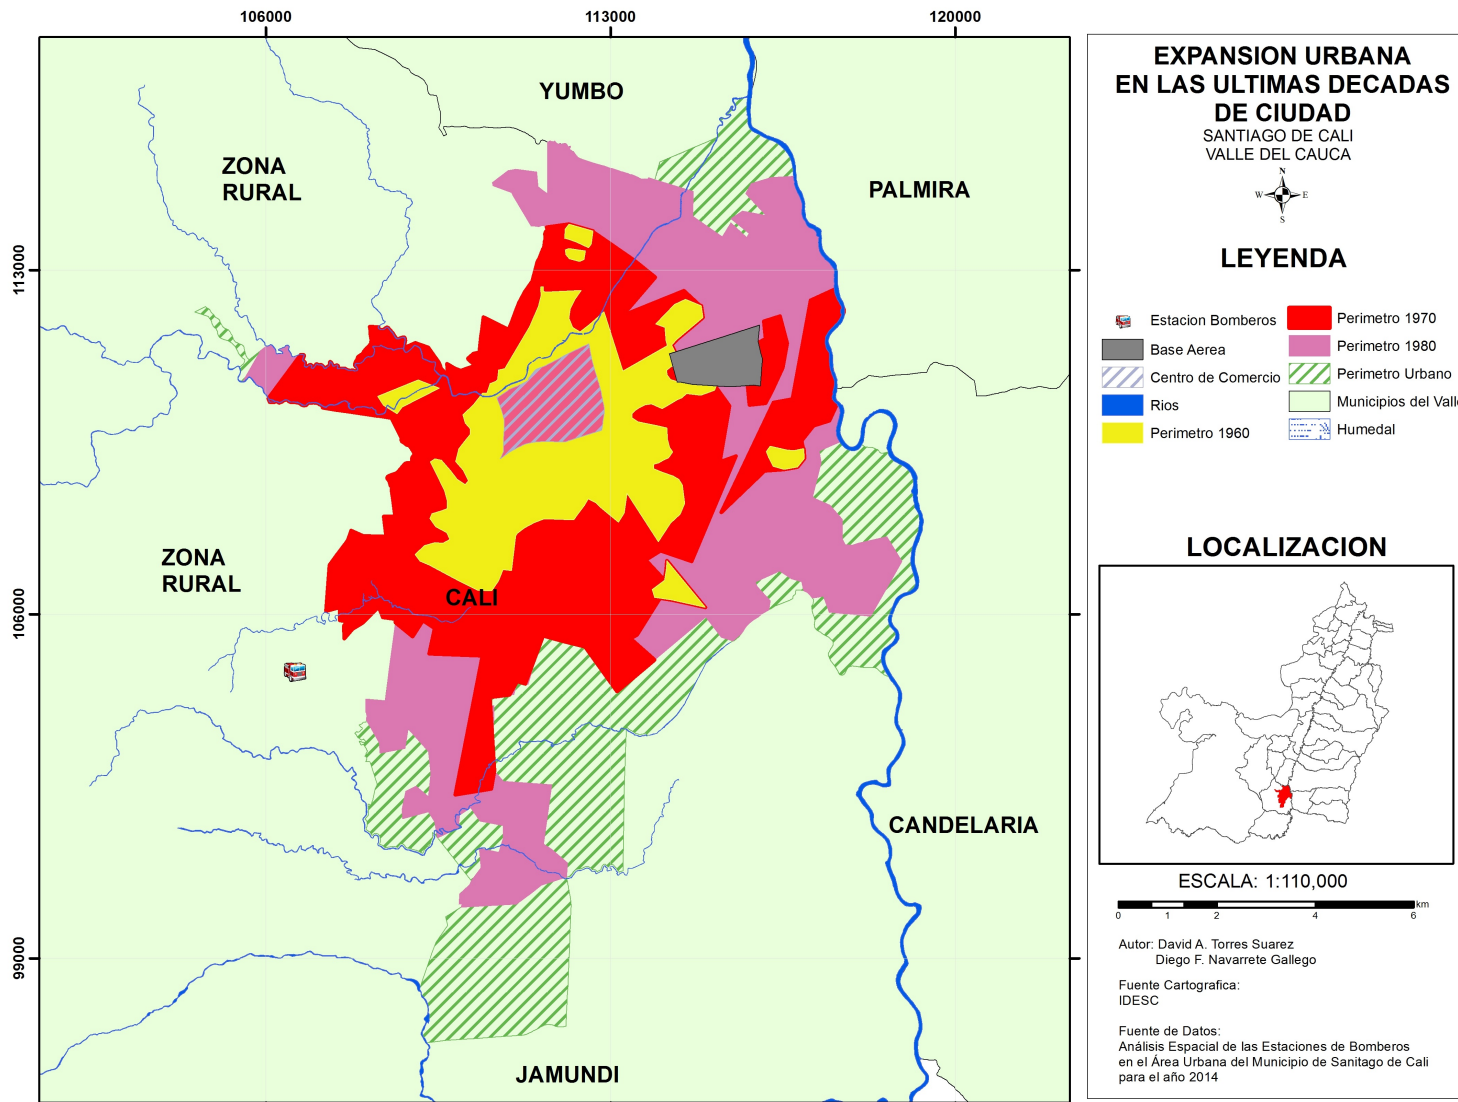 106000
113000
120000
113000
106000
99000
YUMBO
ZONA
RURAL
PALMIRA
ZONA
RURAL
CALI
CANDELARIA
JAMUNDI
EXPANSION URBANA
EN LAS ULTIMAS DECADAS
DE CIUDAD
SANTIAGO DE CALI
VALLE DEL CAUCA
N
W
E
S
LEYENDA
Estacion Bomberos
Base Aerea
Centro de Comercio
Rios
Perimetro 1960
Perimetro 1970
Perimetro 1980
Perimetro Urbano
Municipios del Valle
Humedal
LOCALIZACION
ESCALA: 1:110,000
0 1 2 4 6 km
Autor: David A. Torres Suarez
Diego F. Navarrete Gallego
Fuente Cartografica:
IDESC
Fuente de Datos:
Análisis Espacial de las Estaciones de Bomberos
en el Área Urbana del Municipio de Sanitago de Cali
para el año 2014